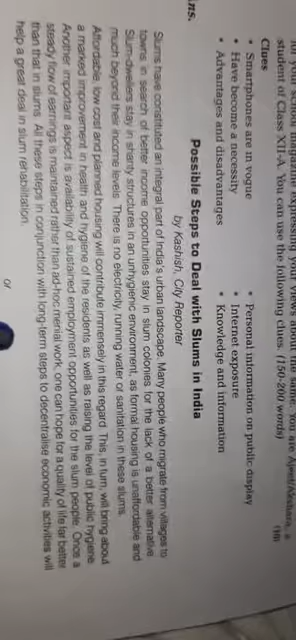 for your school magazine expressing your views about the same. You are Ajeet/Akshara, a
student of Class XII-A. You can use the following clues. (150-200 words)
Clues
• Smartphones are in vogue
• Personal information on public display
• Have become a necessity
• Internet exposure
• Advantages and disadvantages
• Knowledge and information
ns.
Possible Steps to Deal with Slums in India
by Kashish, City Reporter
Slums have constituted an integral part of India's urban landscape. Many people who migrate from villages to
towns in search of better income opportunities stay in slum colonies for the lack of a better alternative.
Slum-dwellers stay in shanty structures in an unhygienic environment, as formal housing is unaffordable and
much beyond their income levels. There is no electricity, running water or sanitation in these slums.
Affordable, low cost and planned housing will contribute immensely in this regard. This, in turn, will bring about
a marked improvement in health and hygiene of the residents as well as raising the level of public hygiene.
Another important aspect is availability of sustained employment opportunities for the slum people. Once a
steady flow of earnings is maintained rather than ad-hoc menial work, one can hope for a quality of life far better
than that in slums. All these steps in conjunction with long-term steps to decentralise economic activities will
help a great deal in slum rehabilitation.
or